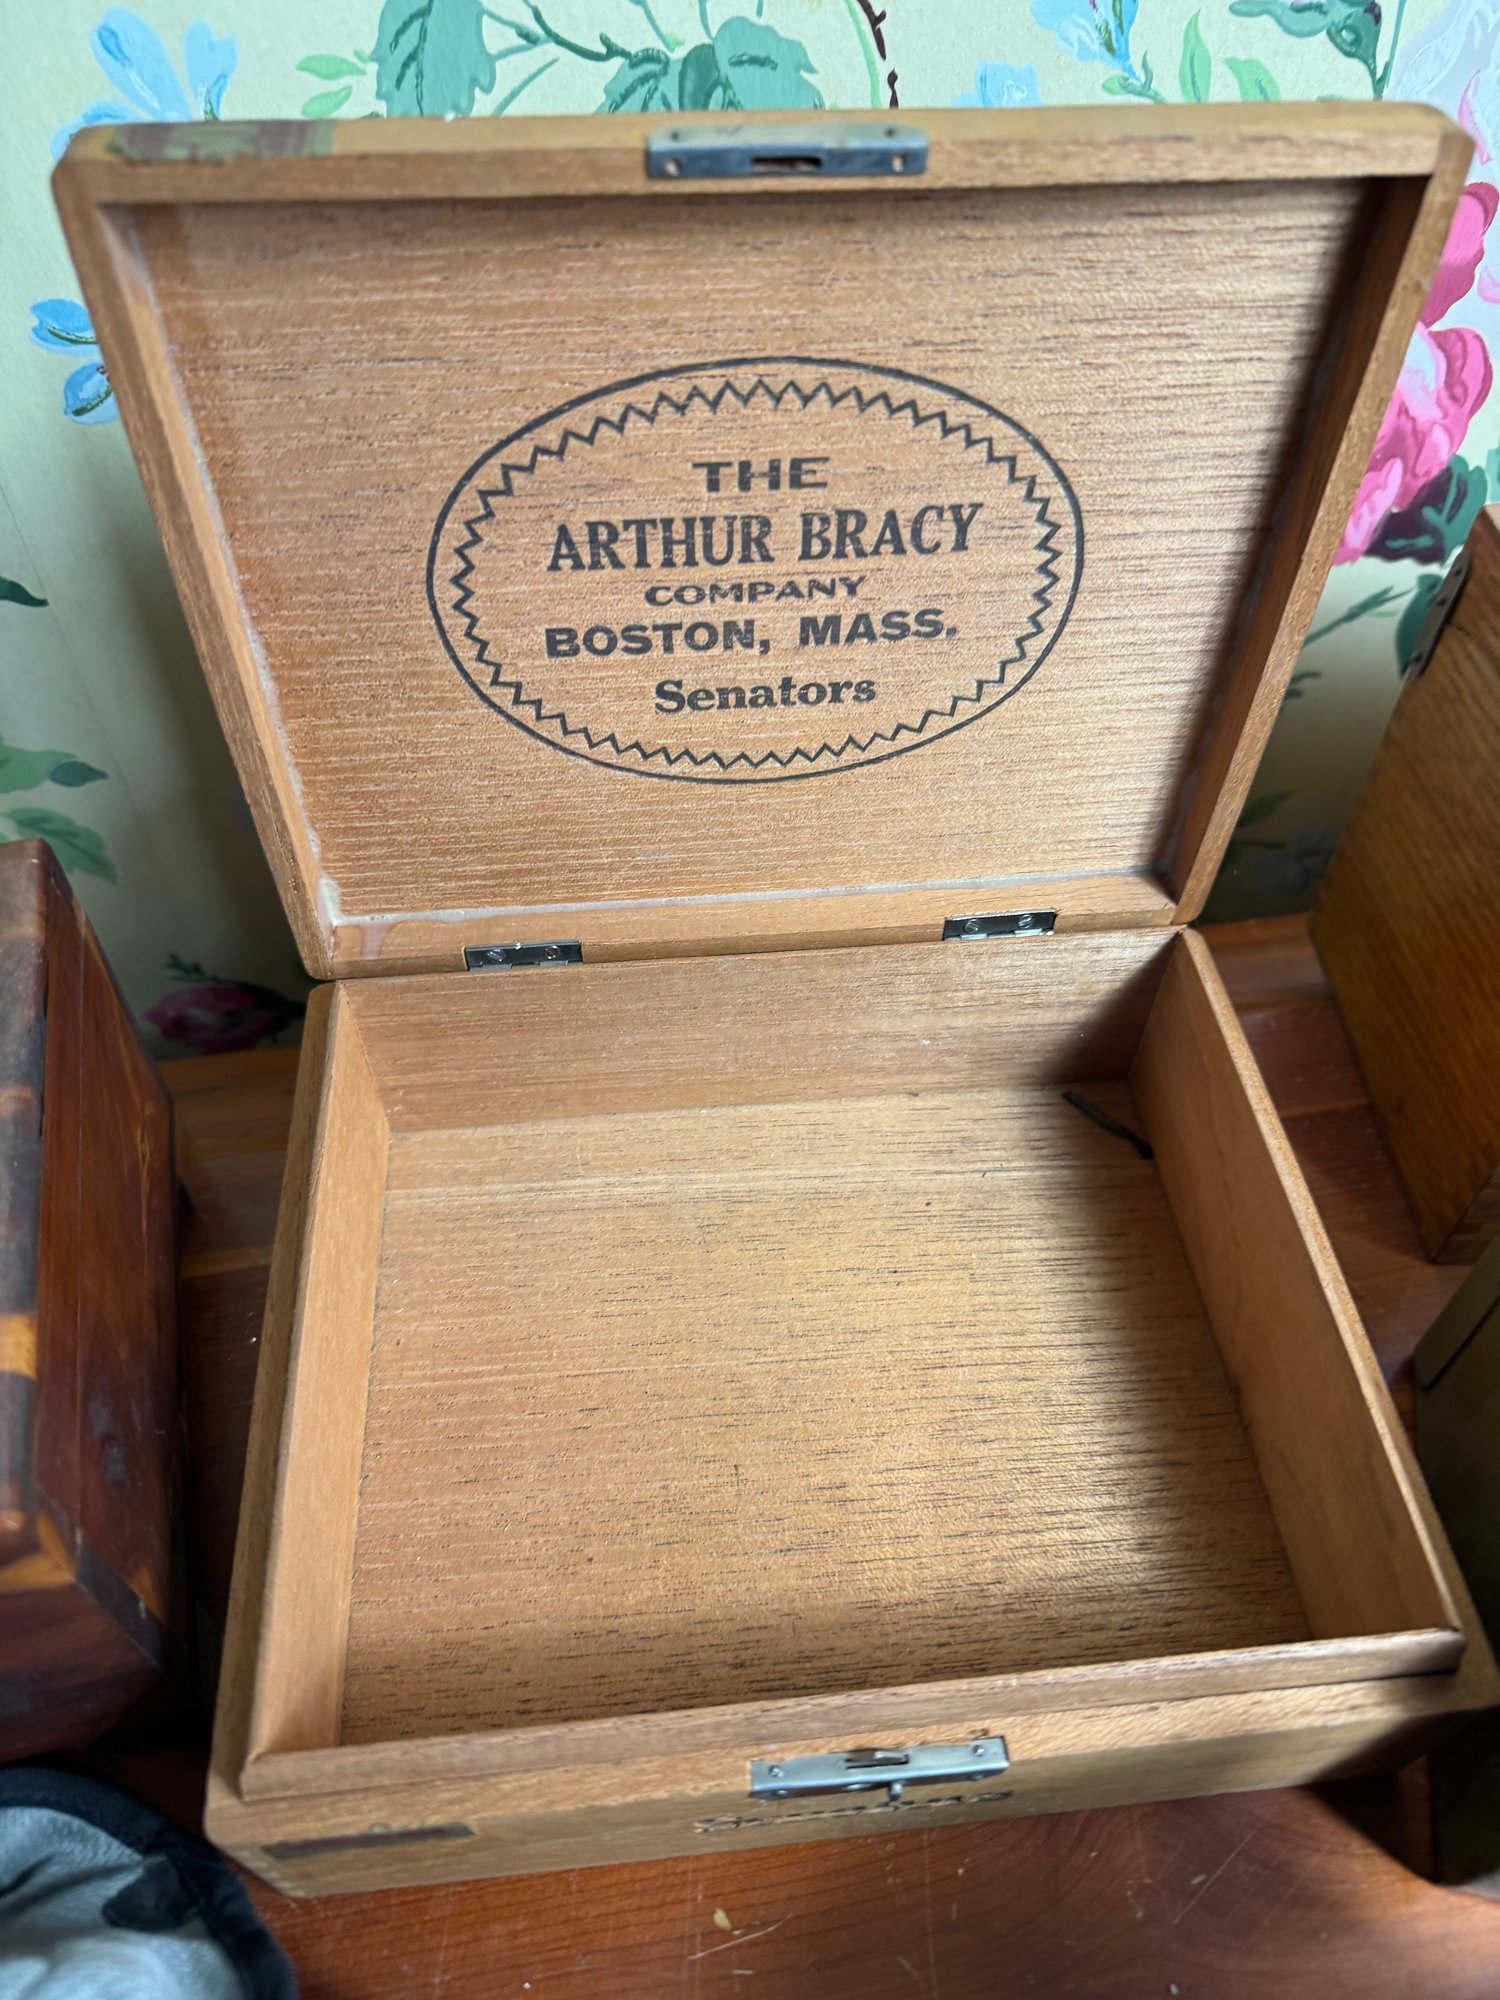 THE
ARTHUR BRACY
COMPANY
BOSTON, MASS.
Senators